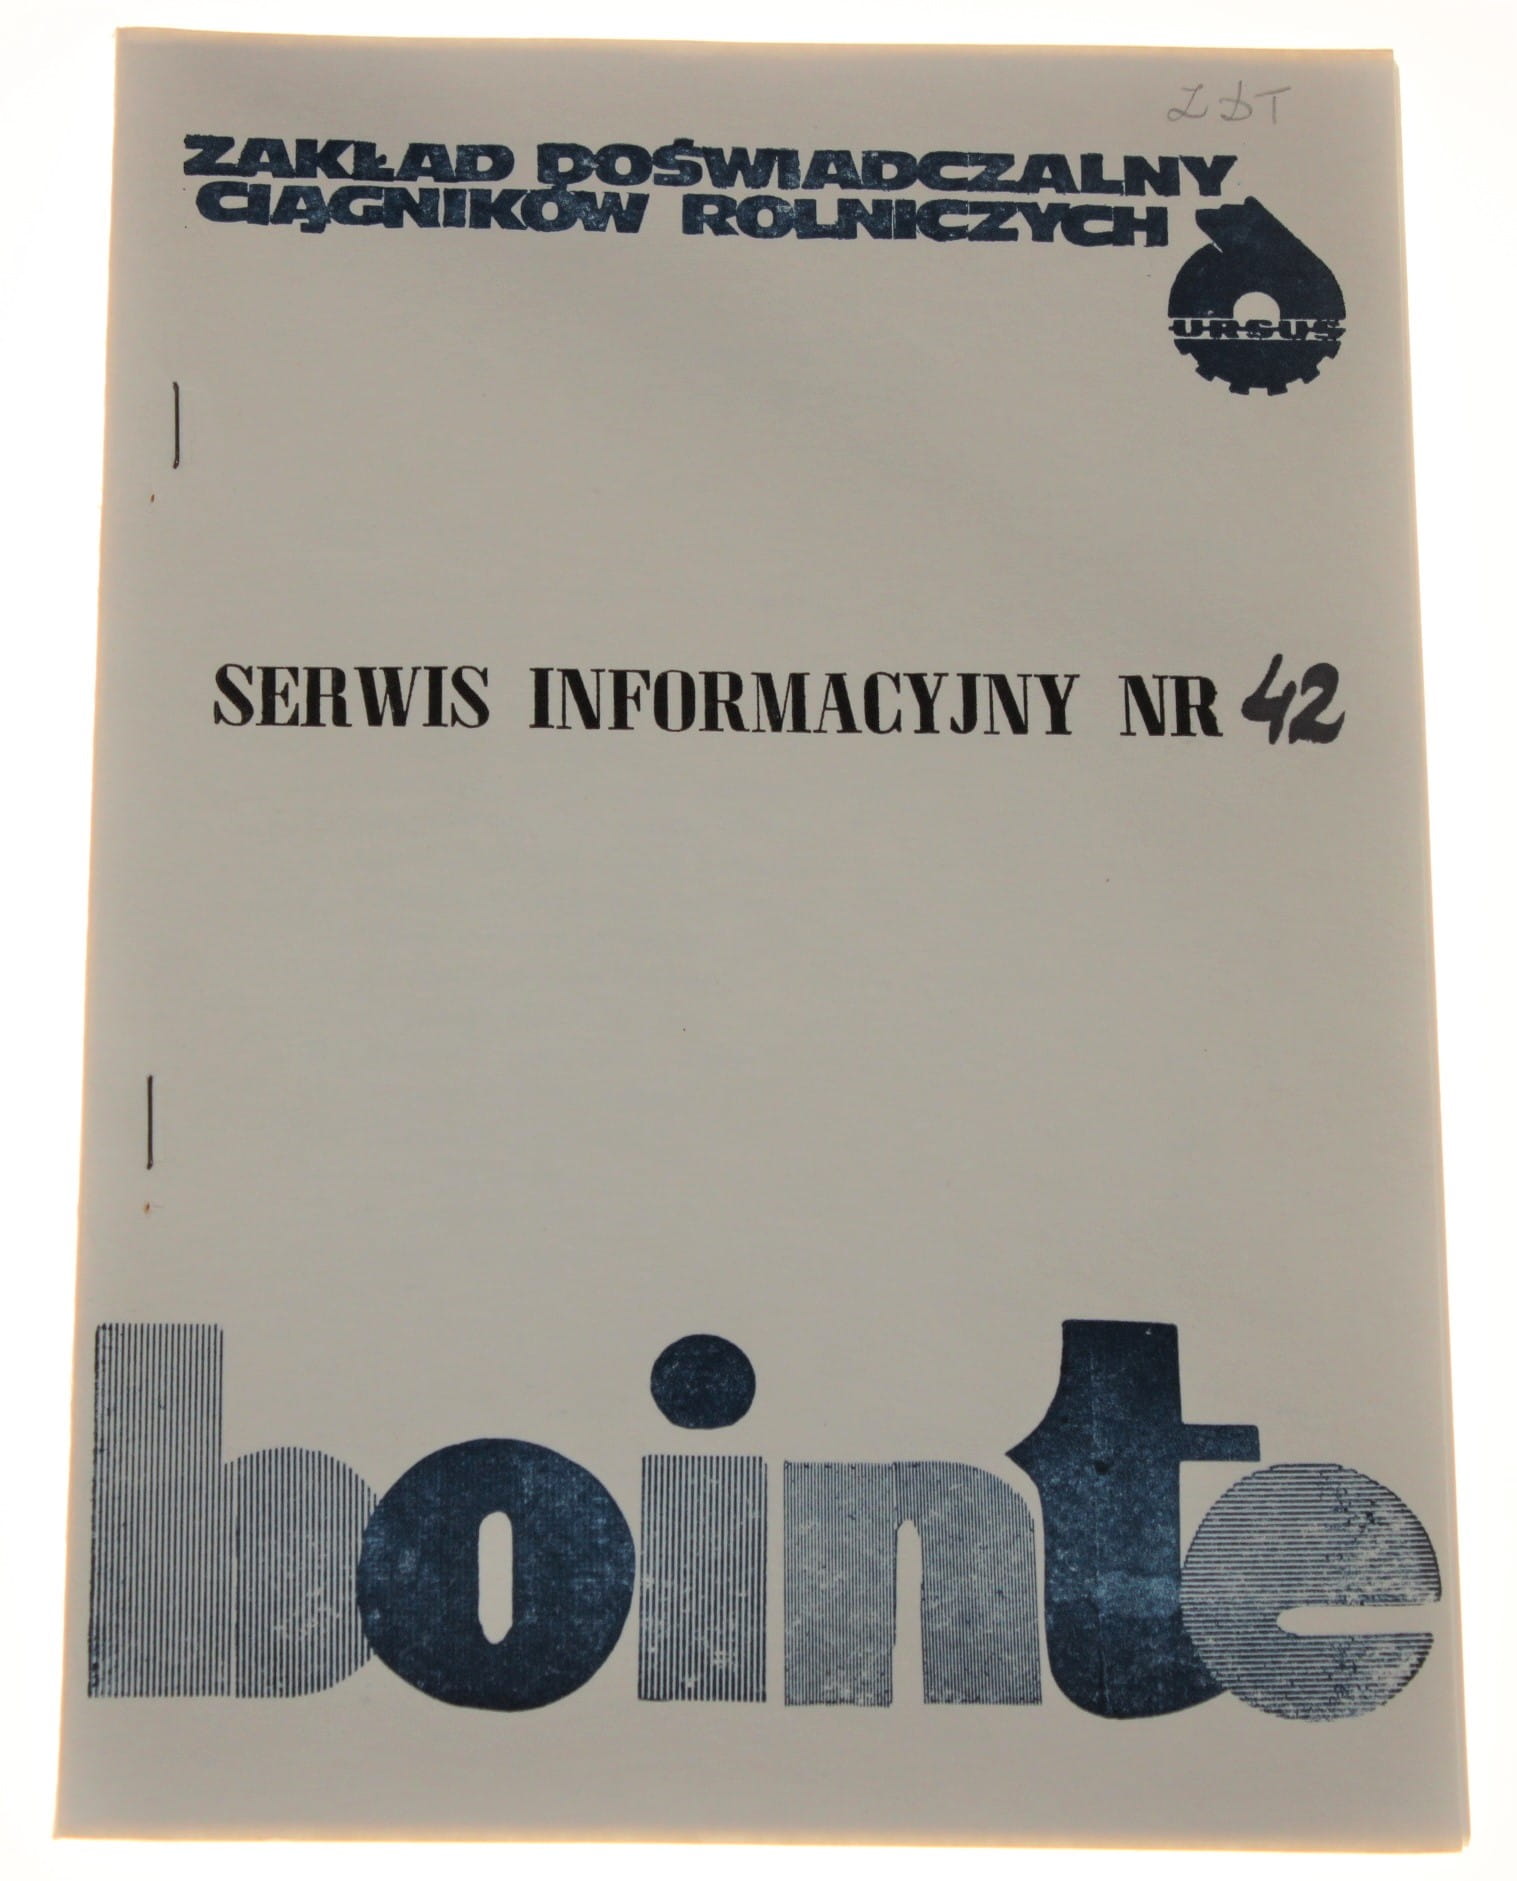 ZDT
ZAKŁAD DOŚWIADCZALNY
CIĄGNIKÓW ROLNICZYCH
URSUS
SERWIS INFORMACYJNY NR 42
bointe